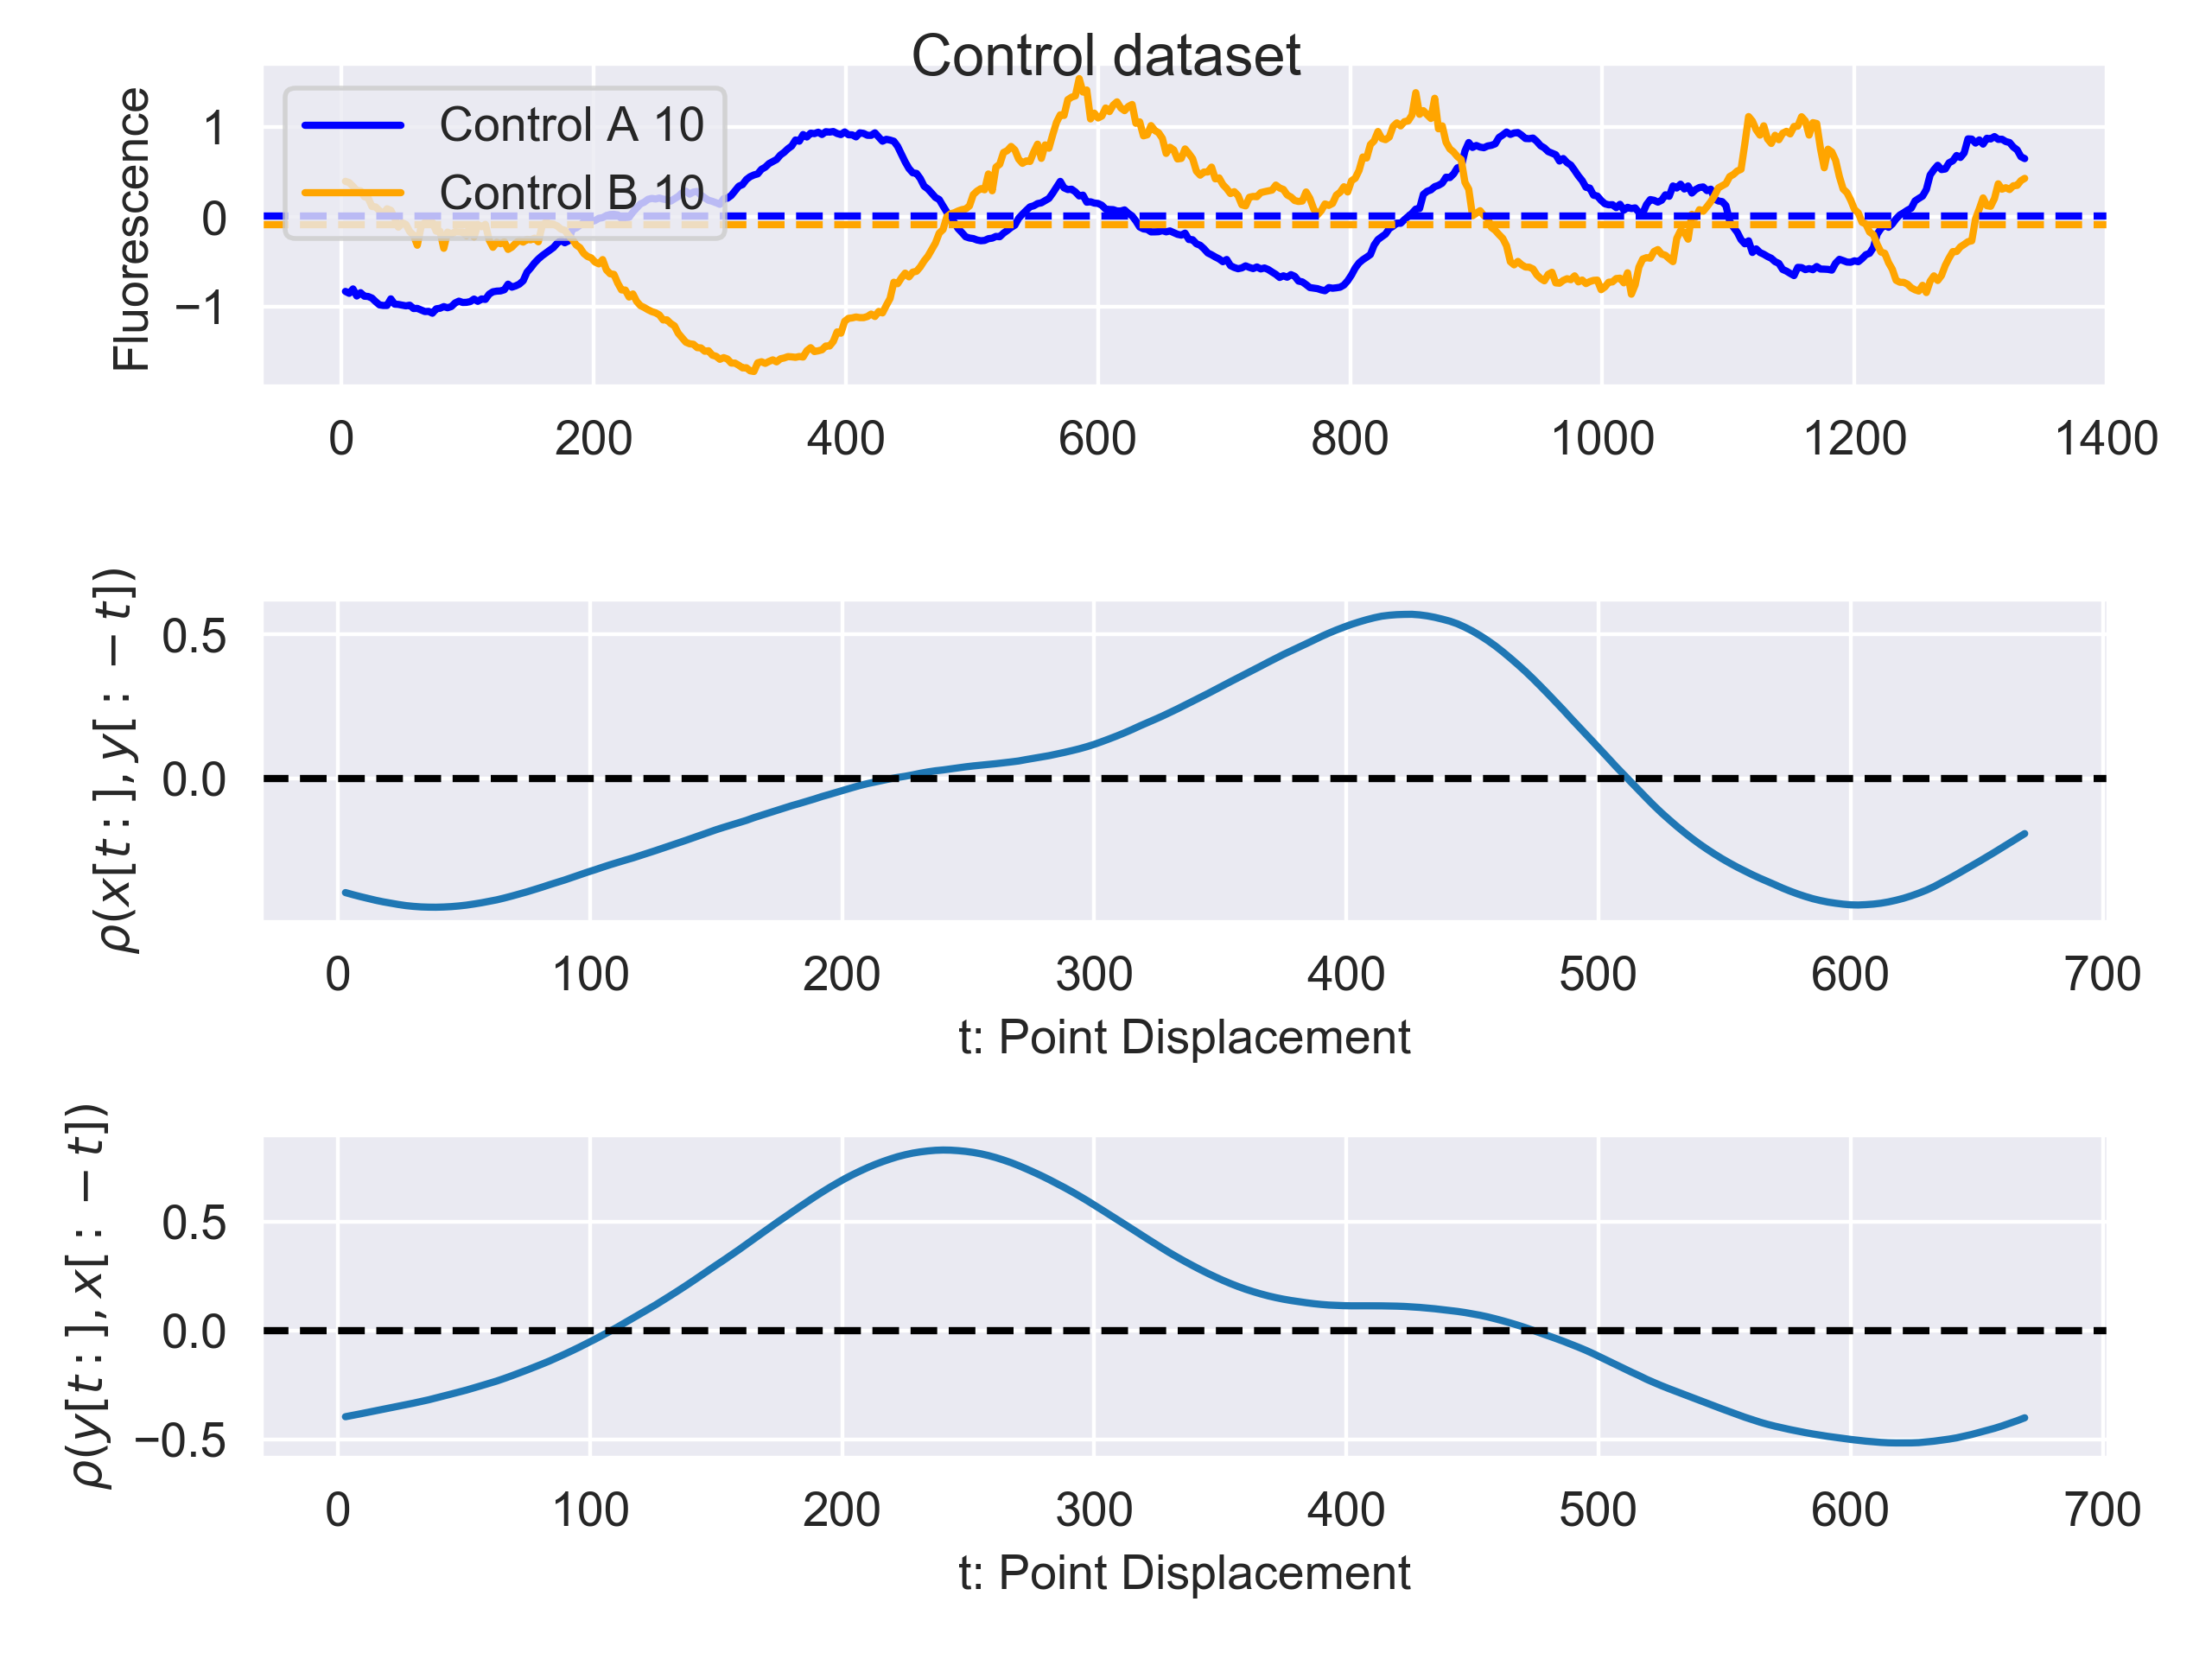 Control dataset
Fluorescence
1
0
−1
Control A 10
Control B 10
0 200 400 600 800 1000 1200 1400
ρ(x[t:], y[: −t])
0.5
0.0
0 100 200 300 400 500 600 700
t: Point Displacement
ρ(y[t:], x[: −t])
0.5
0.0
−0.5
0 100 200 300 400 500 600 700
t: Point Displacement